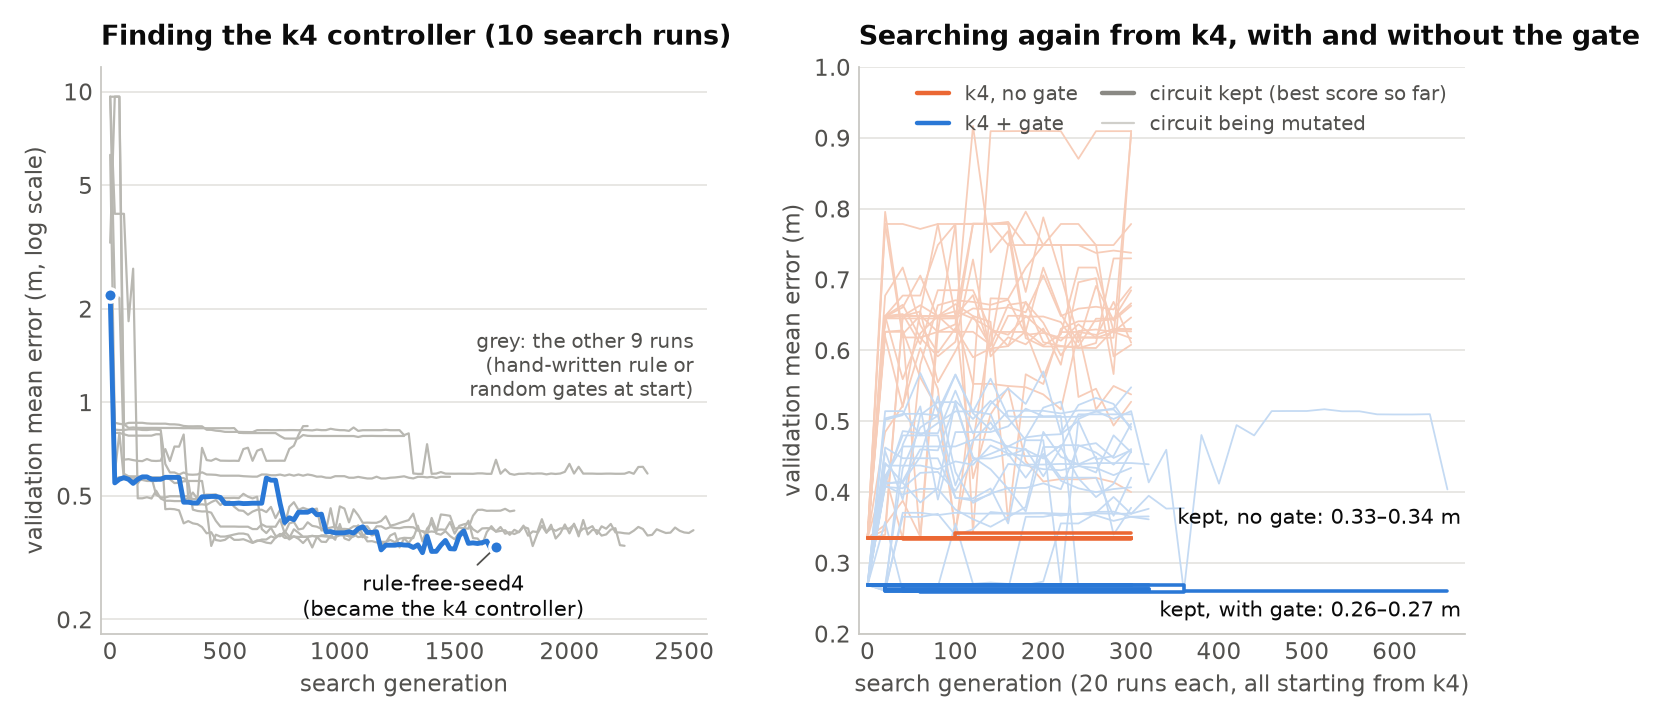 Finding the k4 controller (10 search runs)
validation mean error (m, log scale)
10
5
2
1
0.5
0.2
grey: the other 9 runs
(hand-written rule or
random gates at start)
rule-free-seed4
(became the k4 controller)
0 500 1000 1500 2000 2500
search generation
Searching again from k4, with and without the gate
validation mean error (m)
1.0
0.9
0.8
0.7
0.6
0.5
0.4
0.3
0.2
k4, no gate
k4 + gate
circuit kept (best score so far)
circuit being mutated
kept, no gate: 0.33–0.34 m
kept, with gate: 0.26–0.27 m
0 100 200 300 400 500 600
search generation (20 runs each, all starting from k4)